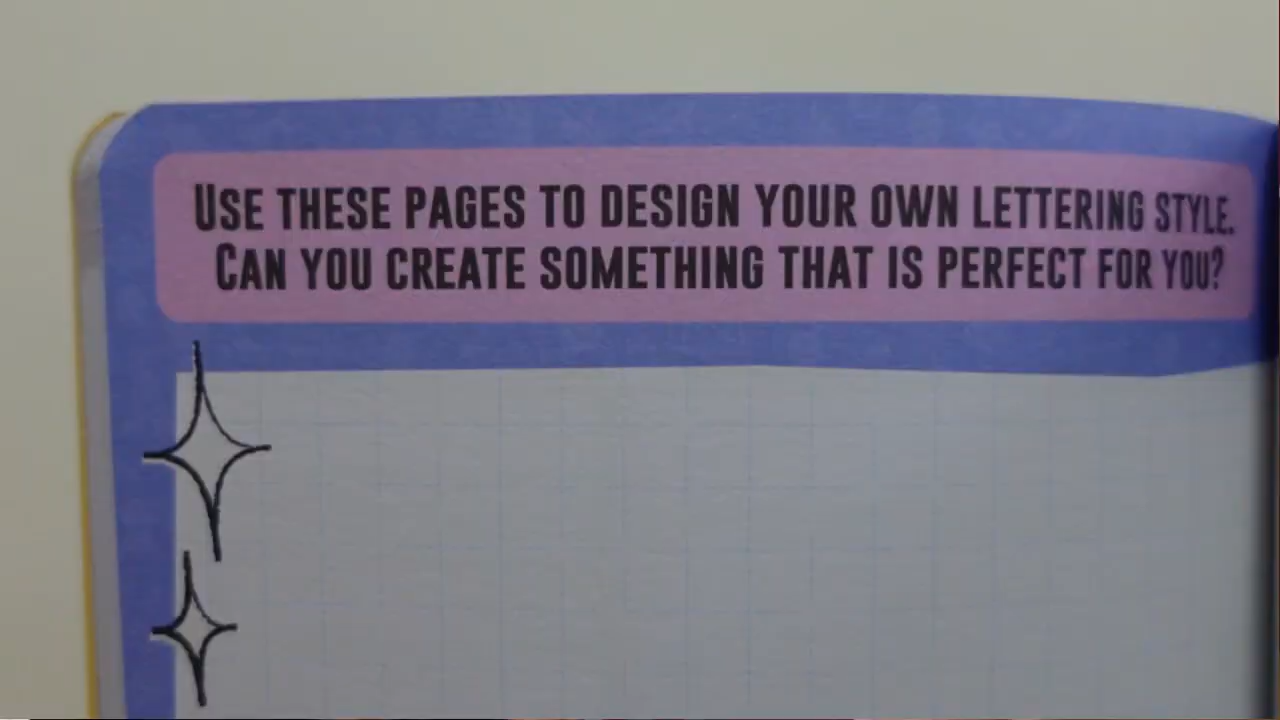 Use these pages to design your own lettering style.
Can you create something that is perfect for you?